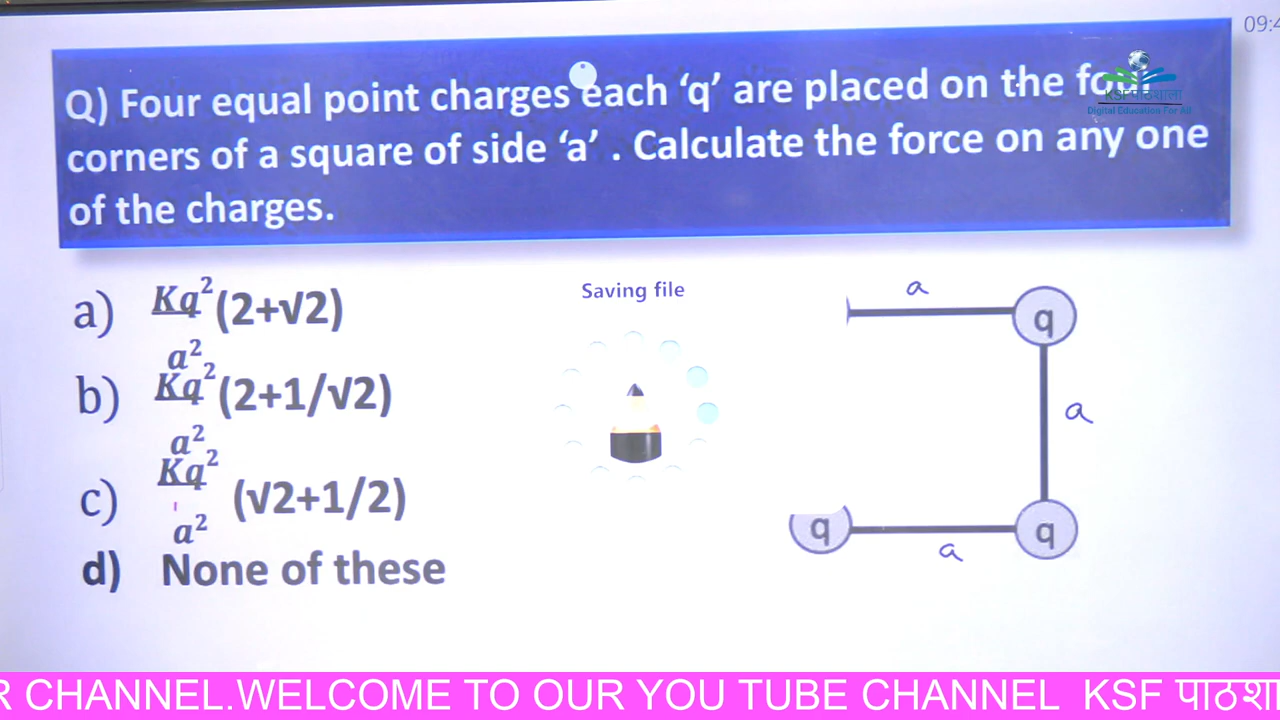 09:4
Q) Four equal point charges each ‘q’ are placed on the fo
corners of a square of side ‘a’ . Calculate the force on any one
of the charges.
KSFपाठशाला
Digital Education For All
a) Kq²(2+√2)
a²
b) Kq²(2+1/√2)
a²
c) Kq² (√2+1/2)
a²
d) None of these
Saving file
a
q
a
q
q
a
R CHANNEL.WELCOME TO OUR YOU TUBE CHANNEL KSF पाठशा